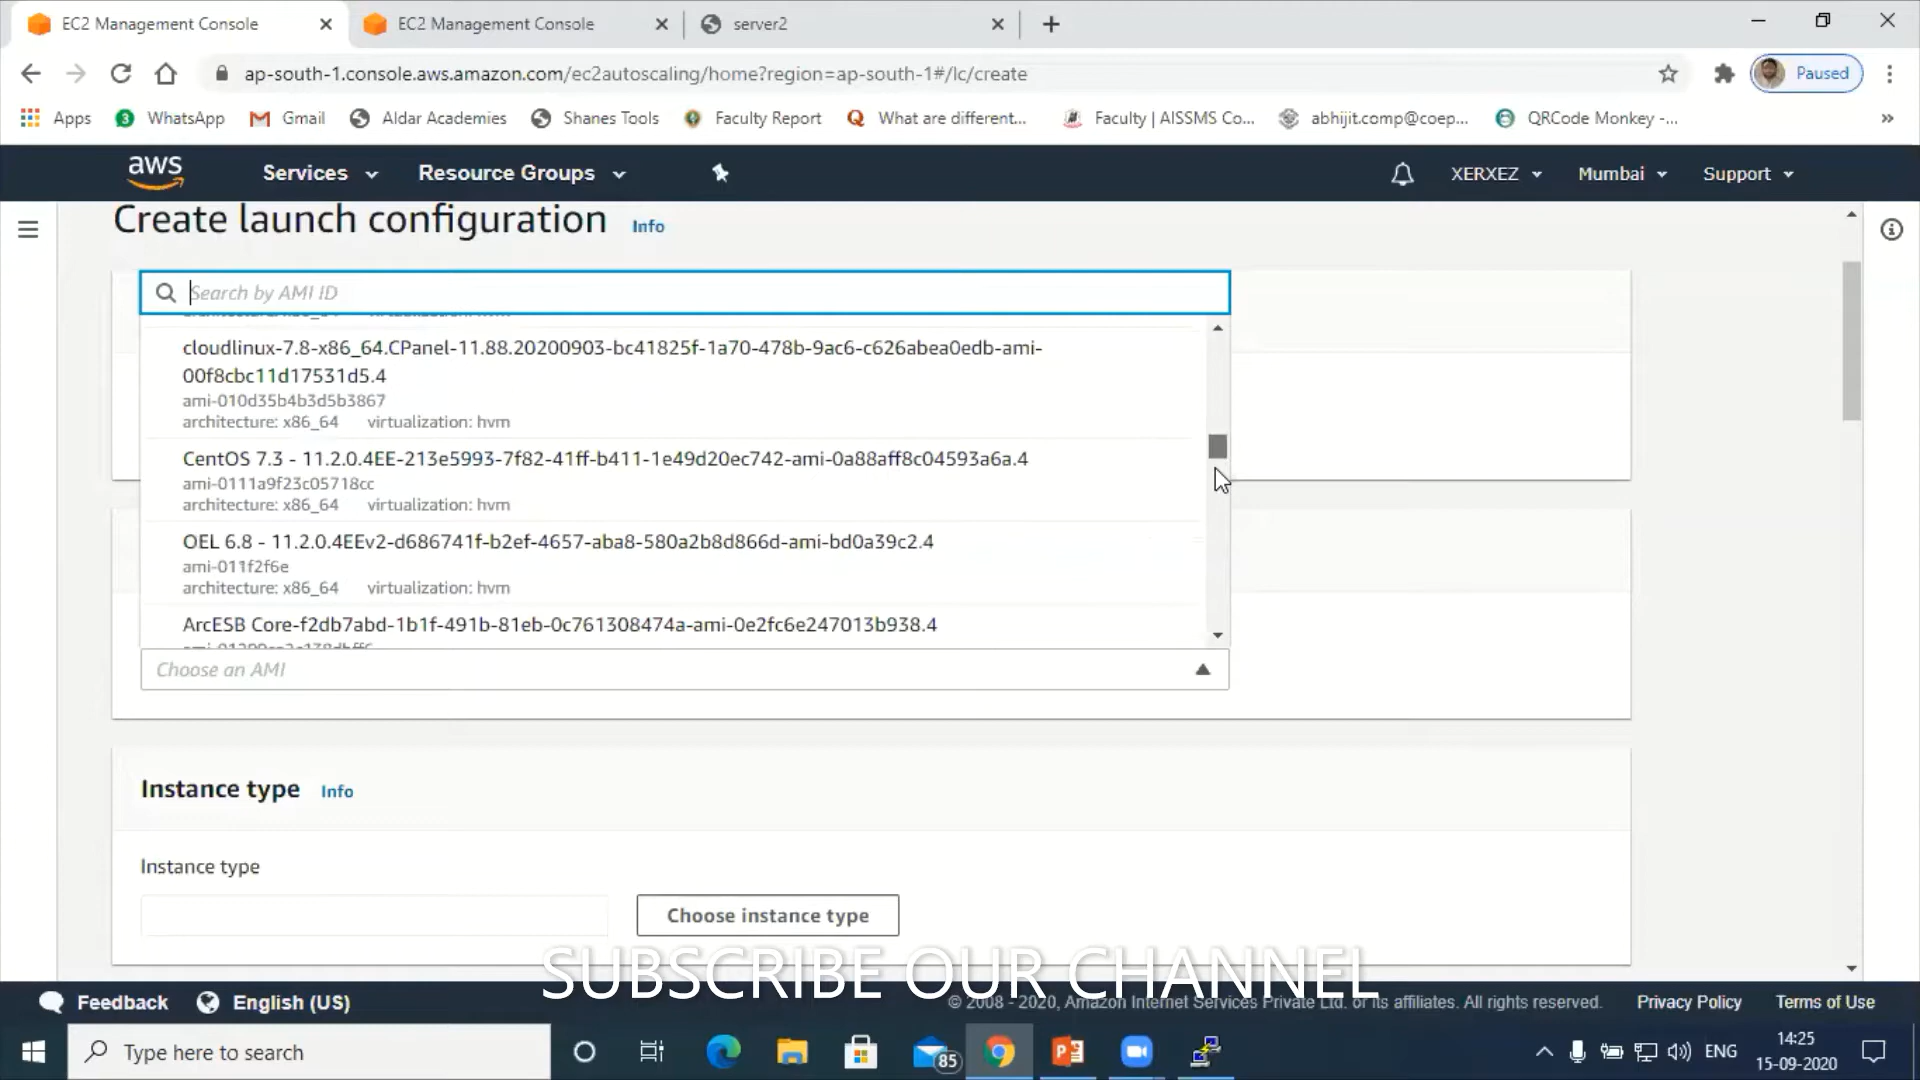 EC2 Management Console
EC2 Management Console
server2
ap-south-1.console.aws.amazon.com/ec2autoscaling/home?region=ap-south-1#/lc/create
Paused
Apps
3
WhatsApp
Gmail
Aldar Academies
Shanes Tools
Faculty Report
What are different...
Faculty | AISSMS Co...
abhijit.comp@coep...
QRCode Monkey -...
»
aws
Services
Resource Groups
XERXEZ
Mumbai
Support
Create launch configuration
Info
Search by AMI ID
cloudlinux-7.8-x86_64.CPanel-11.88.20200903-bc41825f-1a70-478b-9ac6-c626abea0edb-ami-
00f8cbc11d17531d5.4
ami-010d35b4b3d5b3867
architecture: x86_64 virtualization: hvm
CentOS 7.3 - 11.2.0.4EE-213e5993-7f82-41ff-b411-1e49d20ec742-ami-0a88aff8c04593a6a.4
ami-0111a9f23c05718cc
architecture: x86_64 virtualization: hvm
OEL 6.8 - 11.2.0.4EEv2-d686741f-b2ef-4657-aba8-580a2b8d866d-ami-bd0a39c2.4
ami-011f2f6e
architecture: x86_64 virtualization: hvm
ArcESB Core-f2db7abd-1b1f-491b-81eb-0c761308474a-ami-0e2fc6e247013b938.4
Choose an AMI
Instance type
Info
Instance type
Choose instance type
SUBSCRIBE OUR CHANNEL
Feedback
English (US)
© 2008 - 2020, Amazon Internet Services Private Ltd. or its affiliates. All rights reserved.
Privacy Policy
Terms of Use
Type here to search
85
ENG
14:25
15-09-2020